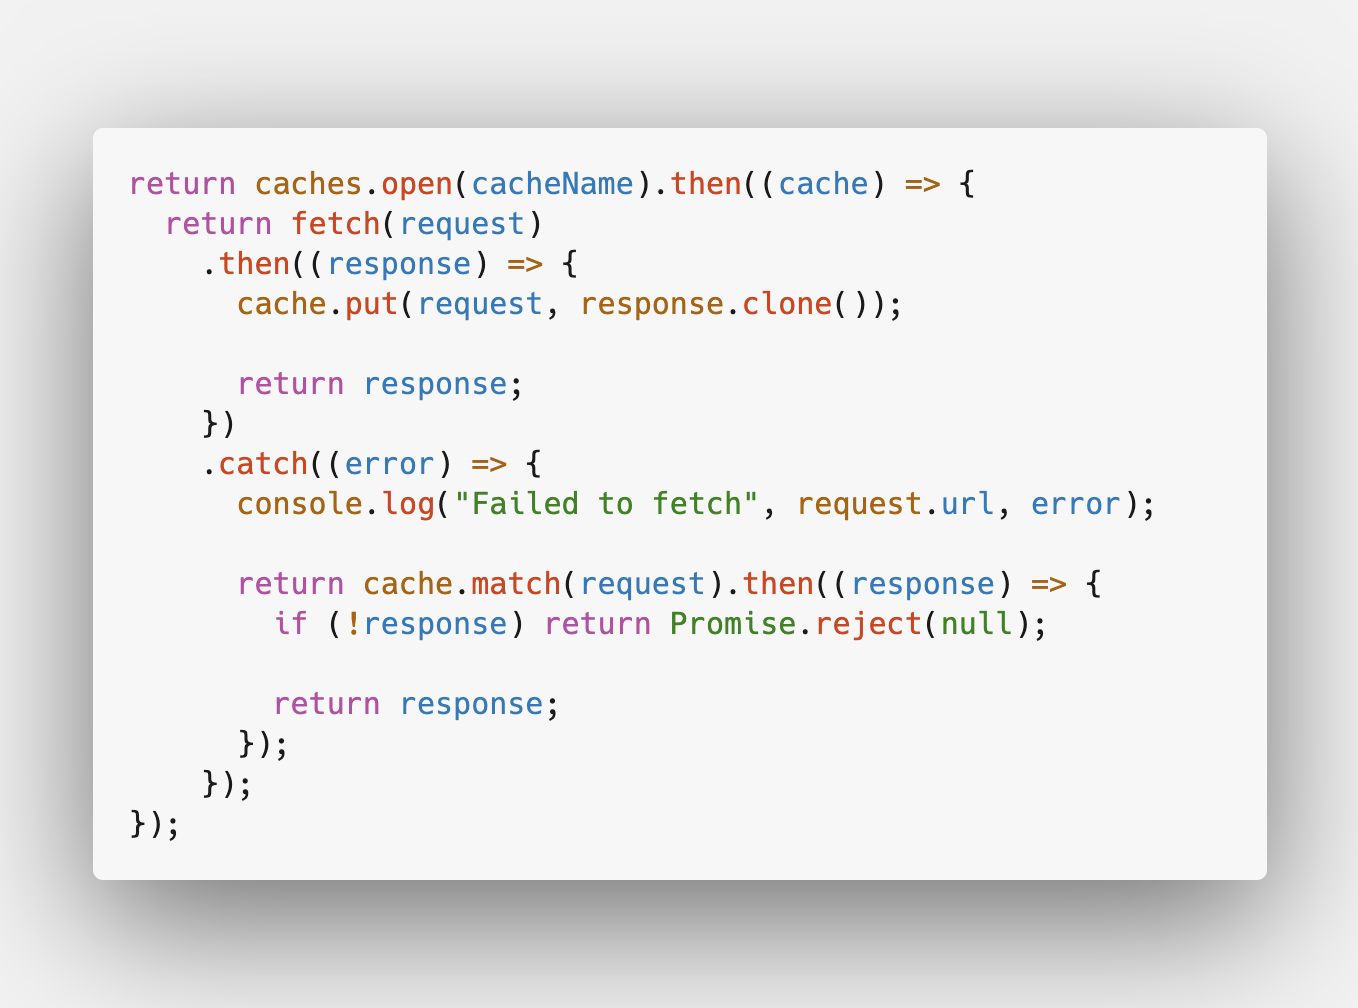 return caches.open(cacheName).then((cache) => {
  return fetch(request)
    .then((response) => {
      cache.put(request, response.clone());

      return response;
    })
    .catch((error) => {
      console.log("Failed to fetch", request.url, error);

      return cache.match(request).then((response) => {
        if (!response) return Promise.reject(null);

        return response;
      });
    });
});